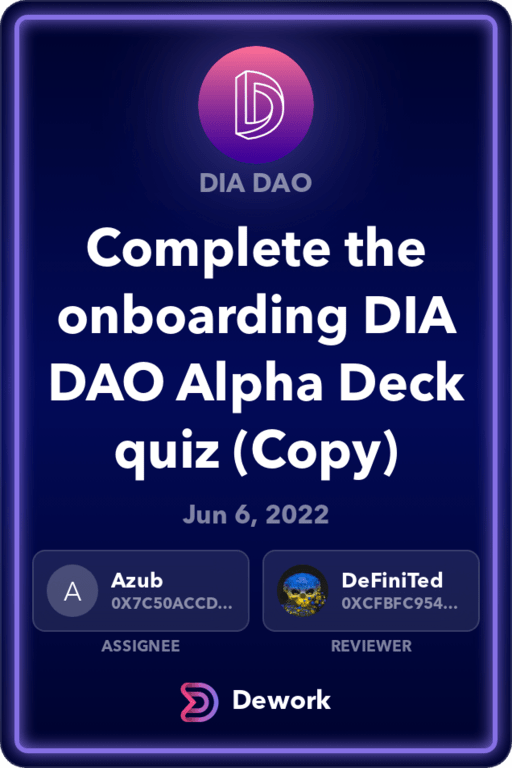 DIA DAO
Complete the
onboarding DIA
DAO Alpha Deck
quiz (Copy)
Jun 6, 2022
A
Azub
0X7C50ACCD...
ASSIGNEE
DeFiniTed
0XCFBFC954...
REVIEWER
Dework